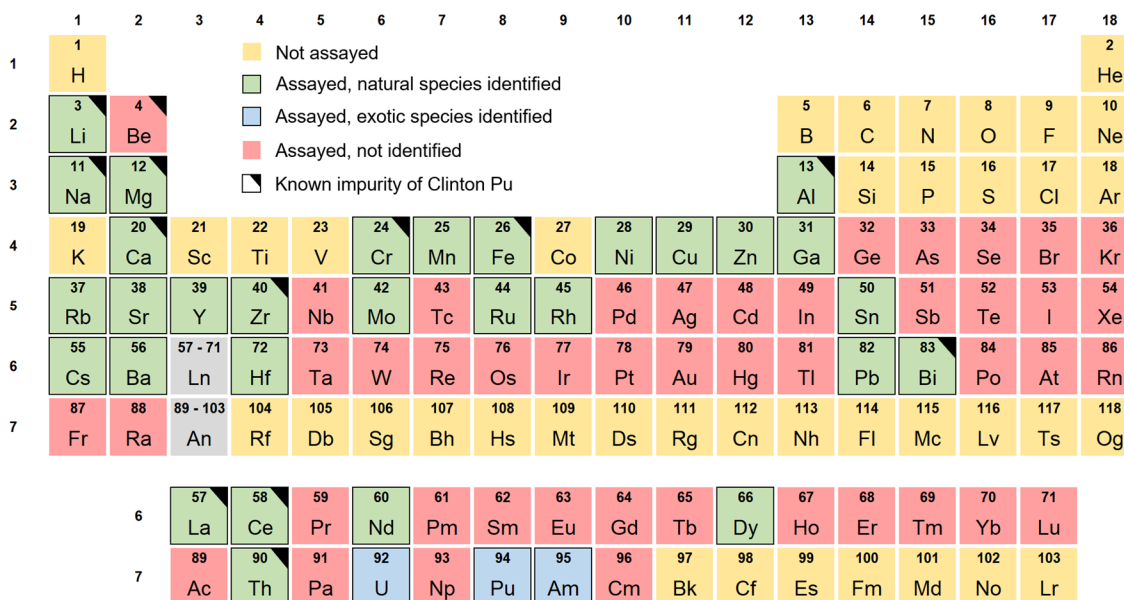 1 2 3 4 5 6 7 8 9 10 11 12 13 14 15 16 17 18
1 2
1 H He
Not assayed
Assayed, natural species identified
Assayed, exotic species identified
Assayed, not identified
Known impurity of Clinton Pu
3 4 5 6 7 8 9 10
2 Li Be B C N O F Ne
11 12 13 14 15 16 17 18
3 Na Mg Al Si P S Cl Ar
19 20 21 22 23 24 25 26 27 28 29 30 31 32 33 34 35 36
4 K Ca Sc Ti V Cr Mn Fe Co Ni Cu Zn Ga Ge As Se Br Kr
37 38 39 40 41 42 43 44 45 46 47 48 49 50 51 52 53 54
5 Rb Sr Y Zr Nb Mo Tc Ru Rh Pd Ag Cd In Sn Sb Te I Xe
55 56 57 - 71 72 73 74 75 76 77 78 79 80 81 82 83 84 85 86
6 Cs Ba Ln Hf Ta W Re Os Ir Pt Au Hg Tl Pb Bi Po At Rn
87 88 89 - 103 104 105 106 107 108 109 110 111 112 113 114 115 116 117 118
7 Fr Ra An Rf Db Sg Bh Hs Mt Ds Rg Cn Nh Fl Mc Lv Ts Og
57 58 59 60 61 62 63 64 65 66 67 68 69 70 71
6 La Ce Pr Nd Pm Sm Eu Gd Tb Dy Ho Er Tm Yb Lu
89 90 91 92 93 94 95 96 97 98 99 100 101 102 103
7 Ac Th Pa U Np Pu Am Cm Bk Cf Es Fm Md No Lr